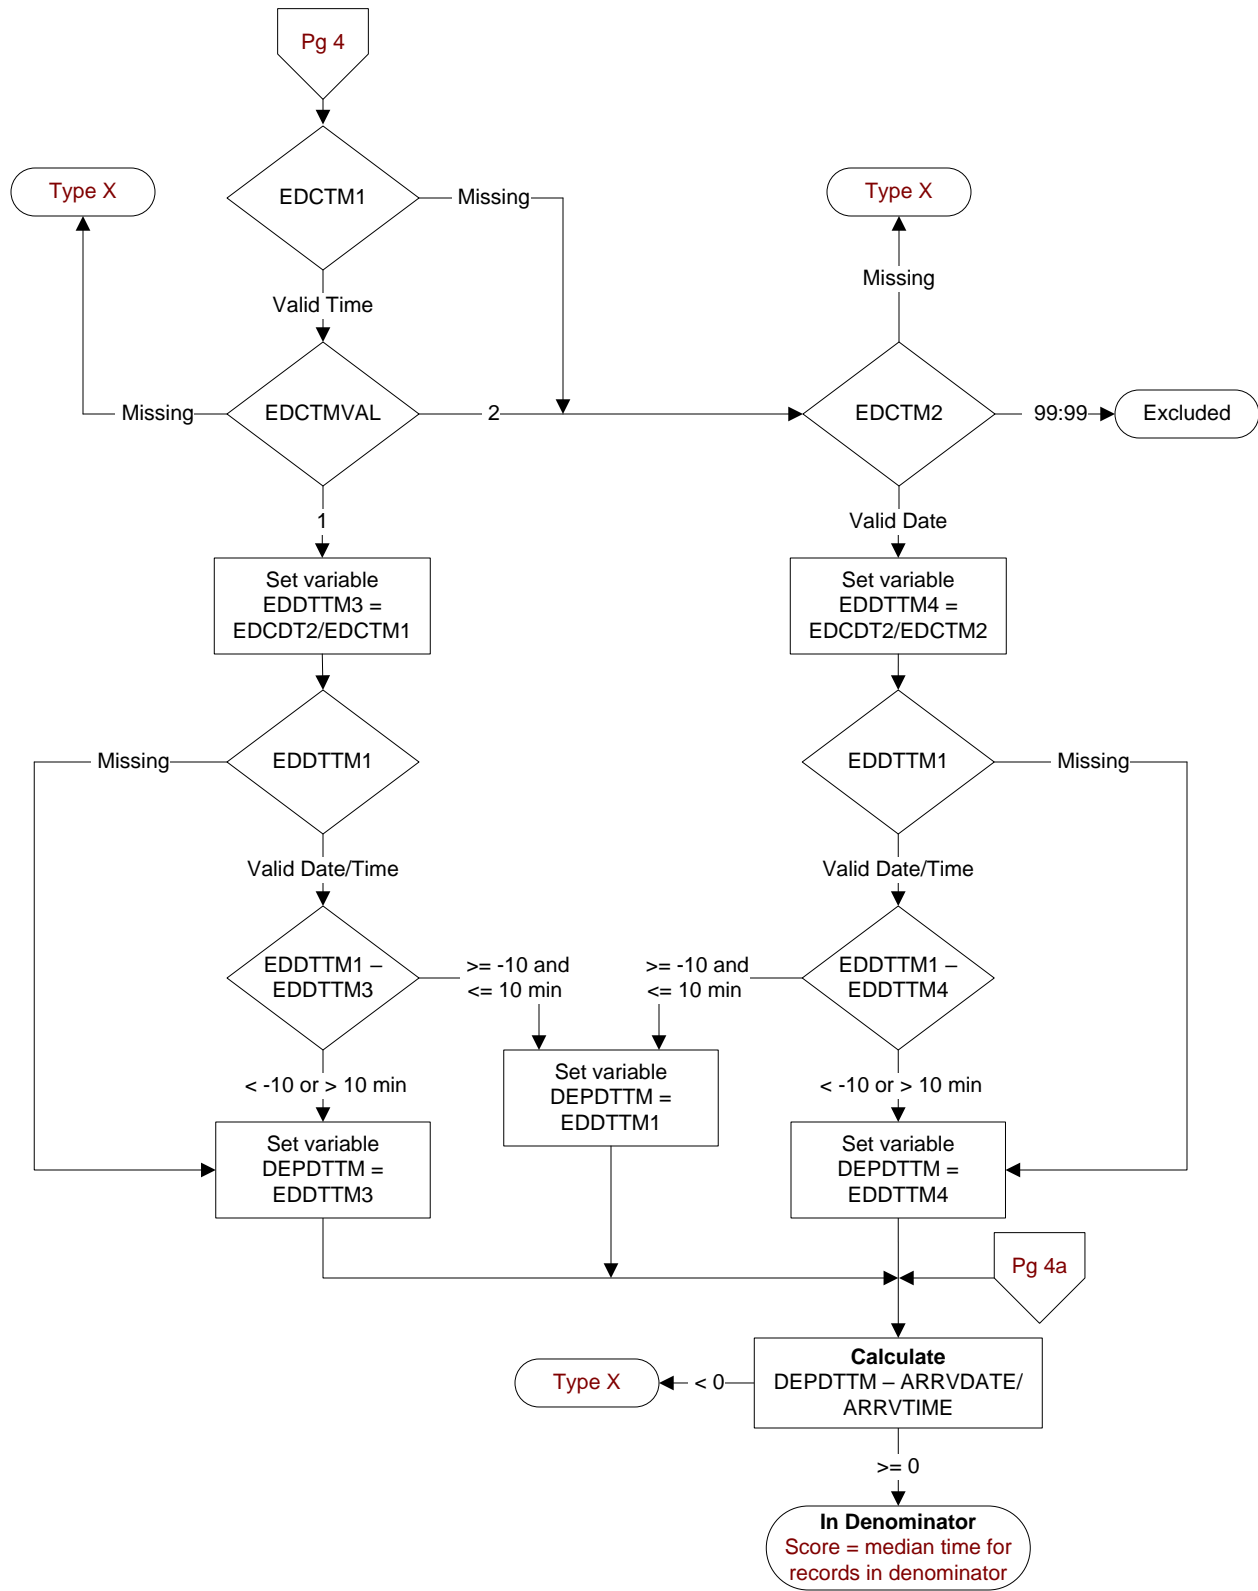 Pg 4
EDCTM1
Missing
Type X
Type X
Missing
Valid Time
Missing
EDCTMVAL
2
EDCTM2
99:99
Excluded
1
Valid Date
Set variable
EDDTTM3 =
EDCDT2/EDCTM1
Set variable
EDDTTM4 =
EDCDT2/EDCTM2
Missing
EDDTTM1
EDDTTM1
Missing
Valid Date/Time
Valid Date/Time
EDDTTM1 –
EDDTTM3
>= -10 and
<= 10 min
>= -10 and
<= 10 min
EDDTTM1 –
EDDTTM4
< -10 or > 10 min
Set variable
DEPDTTM =
EDDTTM1
< -10 or > 10 min
Set variable
DEPDTTM =
EDDTTM3
Set variable
DEPDTTM =
EDDTTM4
Pg 4a
Calculate
DEPDTTM – ARRVDATE/
ARRVTIME
< 0
Type X
>= 0
In Denominator
Score = median time for
records in denominator